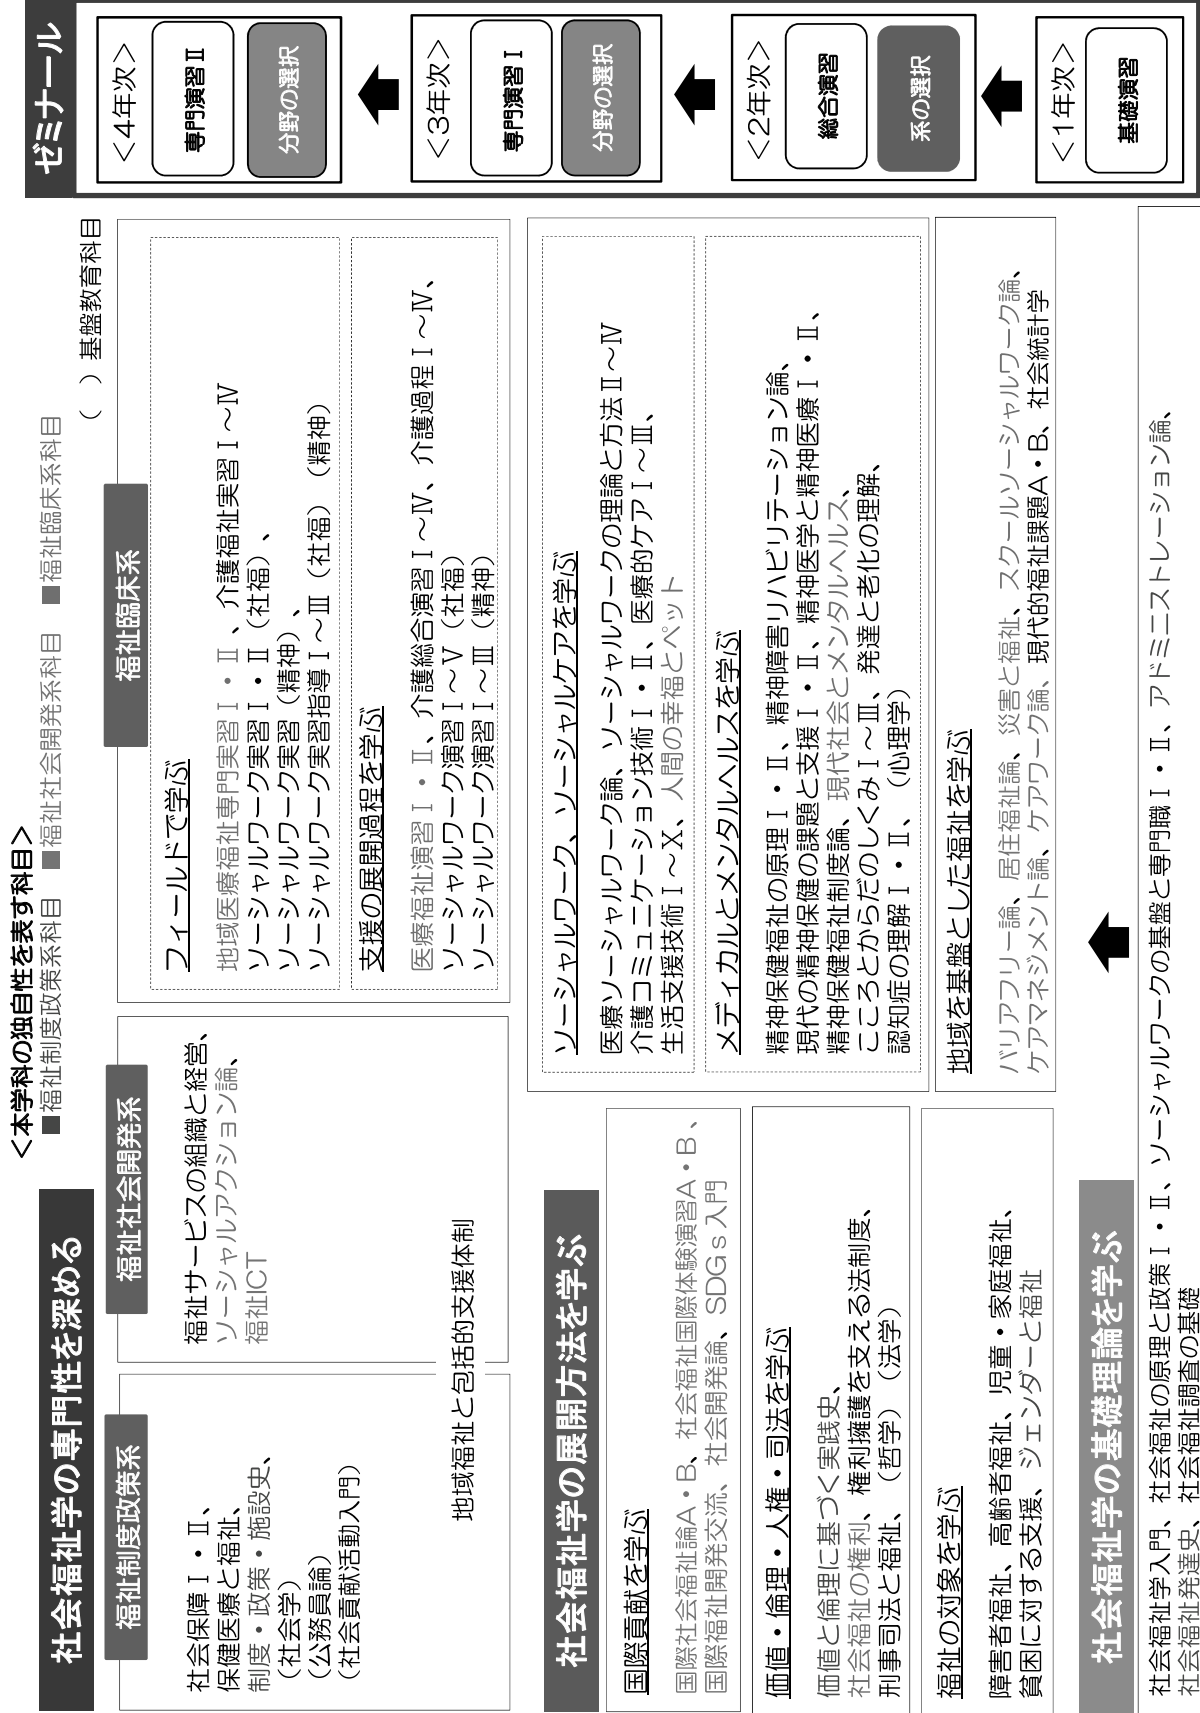 ＜本学科の独自性を表す科目＞
■福祉制度政策系科目　■福祉社会開発系科目　■福祉臨床系科目
（　）基盤教育科目
社会福祉学の専門性を深める
福祉制度政策系
社会保障Ⅰ・Ⅱ、
保健医療と福祉、
制度・政策・施設史、
（社会学）
（公務員論）
（社会貢献活動入門）
福祉社会開発系
福祉サービスの組織と経営、
ソーシャルアクション論、
福祉ICT
地域福祉と包括的支援体制
福祉臨床系
フィールドで学ぶ
地域医療福祉専門実習Ⅰ・Ⅱ、介護福祉実習Ⅰ～Ⅳ
ソーシャルワーク実習Ⅰ・Ⅱ（社福）、
ソーシャルワーク実習（精神）、
ソーシャルワーク実習指導Ⅰ～Ⅲ（社福）（精神）
支援の展開過程を学ぶ
医療福祉演習Ⅰ・Ⅱ、介護総合演習Ⅰ～Ⅳ、介護過程Ⅰ～Ⅳ、
ソーシャルワーク演習Ⅰ～Ⅴ（社福）
ソーシャルワーク演習Ⅰ～Ⅲ（精神）
社会福祉学の展開方法を学ぶ
国際貢献を学ぶ
国際社会福祉論A・B、社会福祉国際体験演習A・B、
国際福祉開発交流、社会開発論、SDGs入門
価値・倫理・人権・司法を学ぶ
価値と倫理に基づく実践史、
社会福祉の権利、権利擁護を支える法制度、
刑事司法と福祉、（哲学）（法学）
福祉の対象を学ぶ
障害者福祉、高齢者福祉、児童・家庭福祉、
貧困に対する支援、ジェンダーと福祉
ソーシャルワーク、ソーシャルケアを学ぶ
医療ソーシャルワーク論、ソーシャルワークの理論と方法Ⅱ～Ⅳ
介護コミュニケーション技術Ⅰ・Ⅱ、医療的ケアⅠ～Ⅲ、
生活支援技術Ⅰ～Ⅹ、人間の幸福とペット
メディカルとメンタルヘルスを学ぶ
精神保健福祉の原理Ⅰ・Ⅱ、精神障害リハビリテーション論、
現代の精神保健の課題と支援Ⅰ・Ⅱ、精神医学と精神医療Ⅰ・Ⅱ、
精神保健福祉制度論、現代社会とメンタルヘルス、
こころとからだのしくみⅠ～Ⅲ、発達と老化の理解、
認知症の理解Ⅰ・Ⅱ、（心理学）
地域を基盤とした福祉を学ぶ
バリアフリー論、居住福祉論、災害と福祉、スクールソーシャルワーク論、
ケアマネジメント論、ケアワーク論、現代的福祉課題A・B、社会統計学
社会福祉学の基礎理論を学ぶ
社会福祉学入門、社会福祉の原理と政策Ⅰ・Ⅱ、ソーシャルワークの基盤と専門職Ⅰ・Ⅱ、アドミニストレーション論、
社会福祉発達史、社会福祉調査の基礎
ゼミナール
＜4年次＞
専門演習Ⅱ
分野の選択
＜3年次＞
専門演習Ⅰ
分野の選択
＜2年次＞
総合演習
系の選択
＜1年次＞
基礎演習